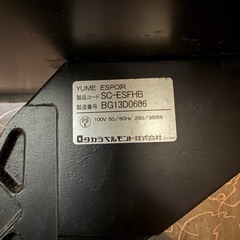 YUME ESPOIR
製品コード SC-ESFHB
製造番号 BG13D0686
PSE
100V 50/60Hz 290/350W
タカラベルモント株式会社